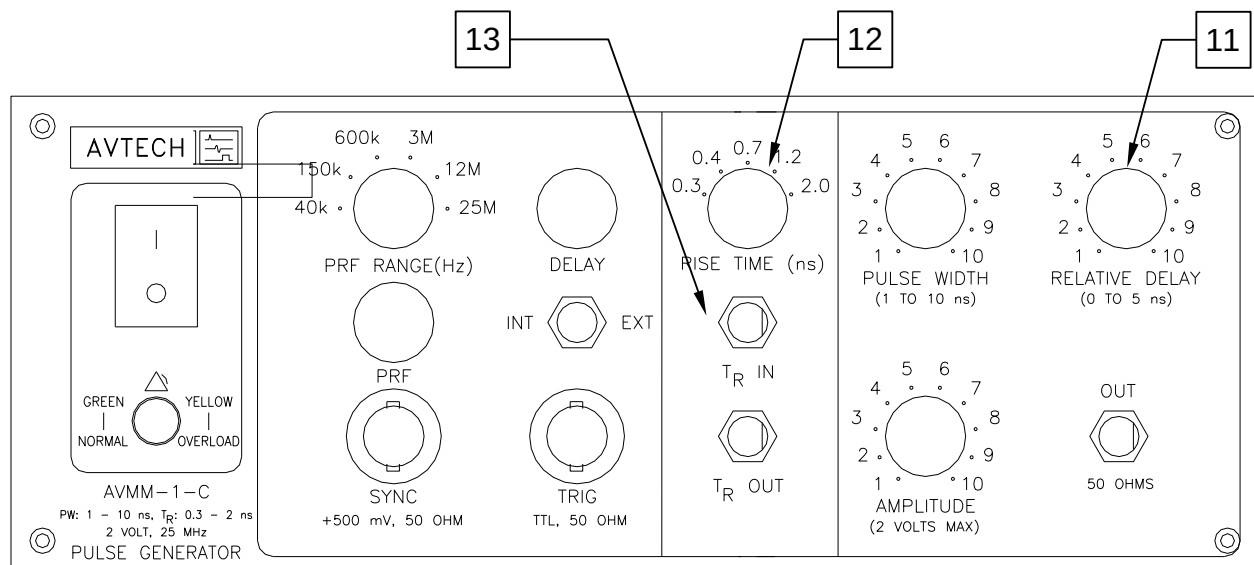 13
12
11
AVTECH
GREEN
|
NORMAL
YELLOW
|
OVERLOAD
AVMM-1-C
PW: 1 - 10 ns, TR: 0.3 - 2 ns
2 VOLT, 25 MHz
PULSE GENERATOR
40k 150k 600k 3M 12M 25M
PRF RANGE(Hz)
DELAY
PRF
INT EXT
SYNC
+500 mV, 50 OHM
TRIG
TTL, 50 OHM
0.3 0.4 0.7 1.2 2.0
RISE TIME (ns)
TR IN
TR OUT
1 2 3 4 5 6 7 8 9 10
PULSE WIDTH
(1 TO 10 ns)
1 2 3 4 5 6 7 8 9 10
RELATIVE DELAY
(0 TO 5 ns)
1 2 3 4 5 6 7 8 9 10
AMPLITUDE
(2 VOLTS MAX)
OUT
50 OHMS